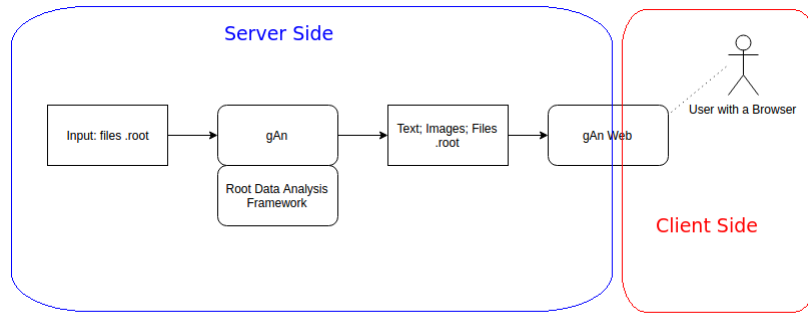 Server Side
Input: files .root
gAn
Root Data Analysis
Framework
Text; Images; Files
.root
gAn Web
User with a Browser
Client Side